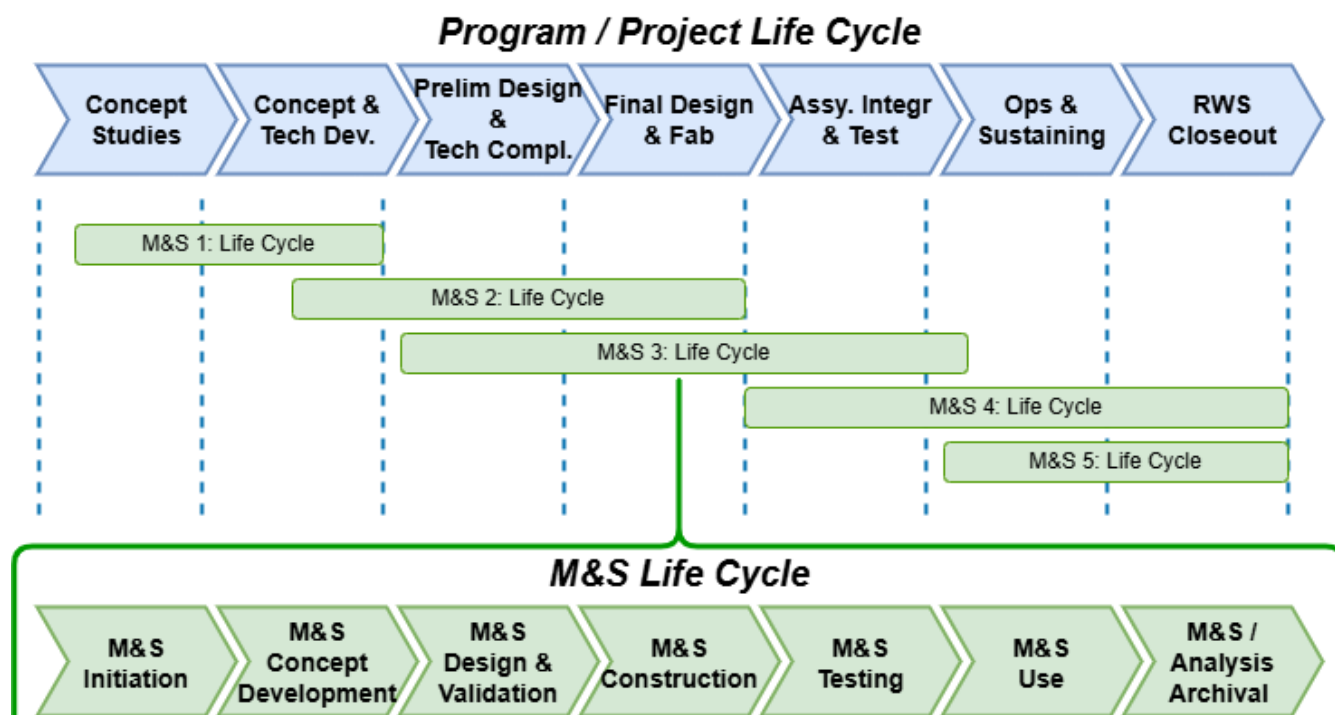 Program / Project Life Cycle
Concept
Studies
Concept &
Tech Dev.
Prelim Design
&
Tech Compl.
Final Design
& Fab
Assy. Integr
& Test
Ops &
Sustaining
RWS
Closeout
M&S 1: Life Cycle
M&S 2: Life Cycle
M&S 3: Life Cycle
M&S 4: Life Cycle
M&S 5: Life Cycle
M&S Life Cycle
M&S
Initiation
M&S
Concept
Development
M&S
Design &
Validation
M&S
Construction
M&S
Testing
M&S
Use
M&S /
Analysis
Archival